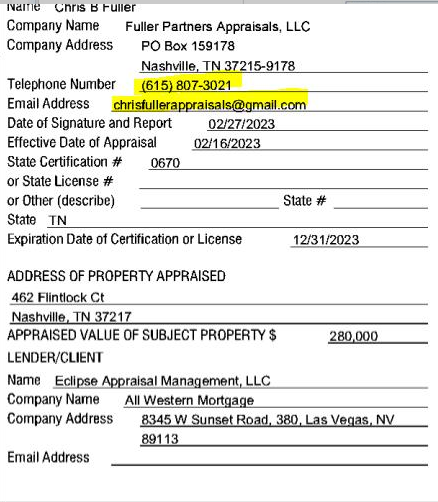 Name Chris B Fuller
Company Name Fuller Partners Appraisals, LLC
Company Address PO Box 159178
Nashville, TN 37215-9178
Telephone Number (615) 807-3021
Email Address chrisfullerappraisals@gmail.com
Date of Signature and Report 02/27/2023
Effective Date of Appraisal 02/16/2023
State Certification # 0670
or State License #
or Other (describe) State #
State TN
Expiration Date of Certification or License 12/31/2023
ADDRESS OF PROPERTY APPRAISED
462 Flintlock Ct
Nashville, TN 37217
APPRAISED VALUE OF SUBJECT PROPERTY $ 280,000
LENDER/CLIENT
Name Eclipse Appraisal Management, LLC
Company Name All Western Mortgage
Company Address 8345 W Sunset Road, 380, Las Vegas, NV
89113
Email Address